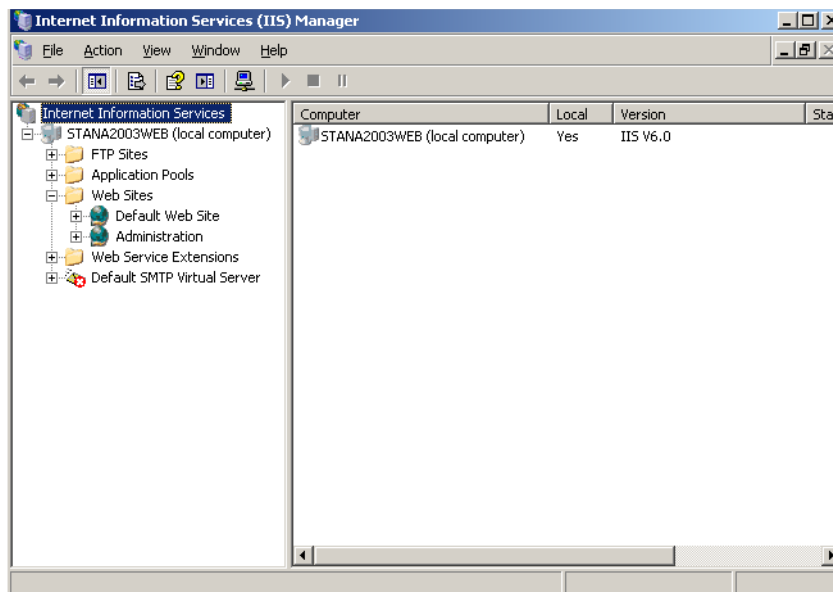 Internet Information Services (IIS) Manager
File Action View Window Help
Internet Information Services
STANA2003WEB (local computer)
FTP Sites
Application Pools
Web Sites
Default Web Site
Administration
Web Service Extensions
Default SMTP Virtual Server
Computer Local Version Sta
STANA2003WEB (local computer) Yes IIS V6.0